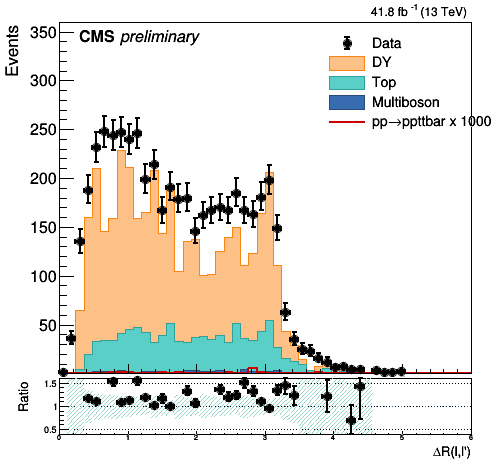 41.8 fb⁻¹ (13 TeV)
CMS preliminary
Events
350
300
250
200
150
100
50
Data
DY
Top
Multiboson
pp→ppttbar x 1000
Ratio
1.5
1
0.5
0 1 2 3 4 5 6
ΔR(l,l')